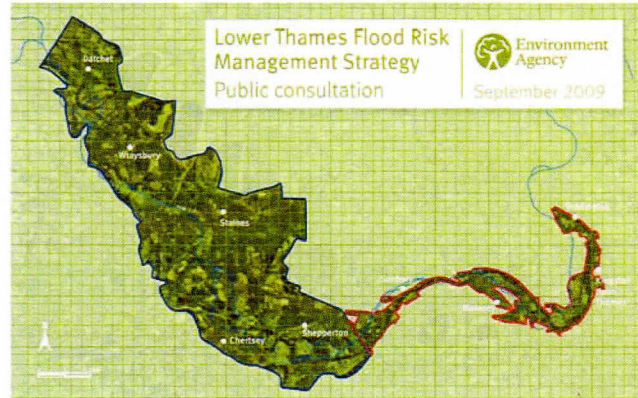 Lower Thames Flood Risk
Management Strategy
Public consultation
Environment
Agency
September 2009
Datchet
Wraysbury
Staines
Shepperton
Chertsey